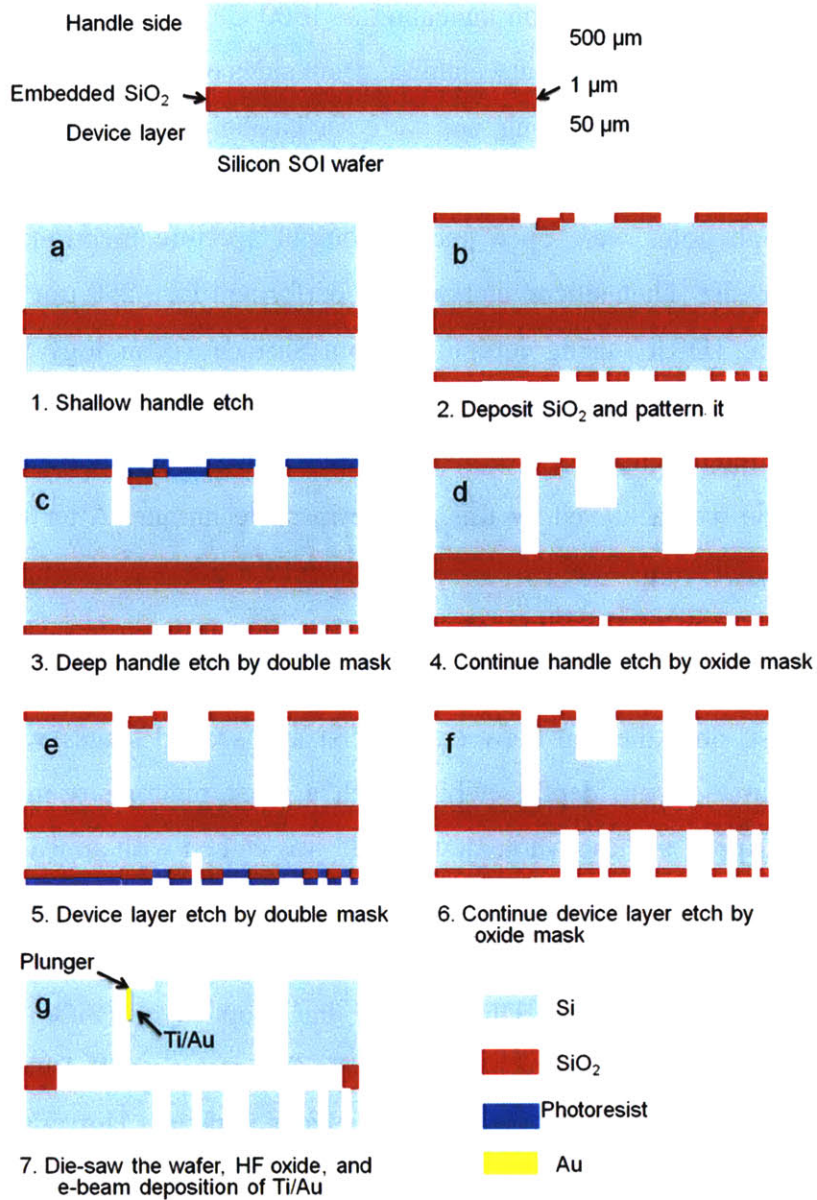 Handle side
500 µm
Embedded SiO₂
1 µm
Device layer
50 µm
Silicon SOI wafer
a
b
1. Shallow handle etch
2. Deposit SiO₂ and pattern it
c
d
3. Deep handle etch by double mask
4. Continue handle etch by oxide mask
e
f
5. Device layer etch by double mask
6. Continue device layer etch by
oxide mask
Plunger
g
Ti/Au
Si
SiO₂
Photoresist
Au
7. Die-saw the wafer, HF oxide, and
e-beam deposition of Ti/Au